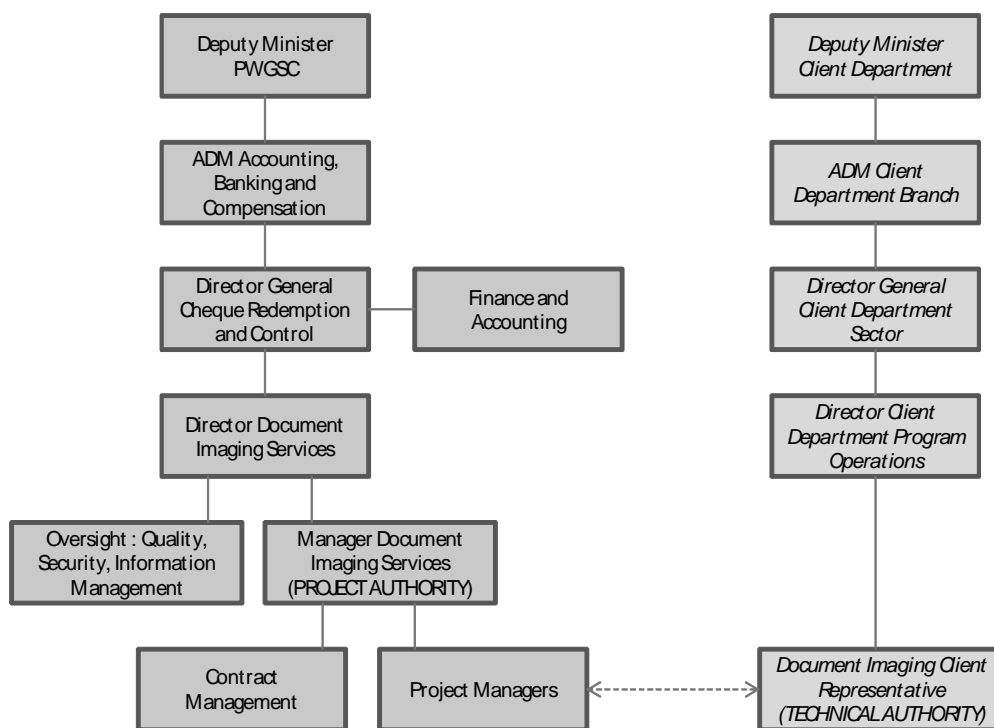 Deputy Minister
PWGSC
Deputy Minister
Client Department
ADM Accounting,
Banking and
Compensation
ADM Client
Department Branch
Director General
Cheque Redemption
and Control
Finance and
Accounting
Director General
Client Department
Sector
Director Document
Imaging Services
Director Client
Department Program
Operations
Oversight : Quality,
Security, Information
Management
Manager Document
Imaging Services
(PROJECT AUTHORITY)
Contract
Management
Project Managers
Document Imaging Client
Representative
(TECHNICAL AUTHORITY)